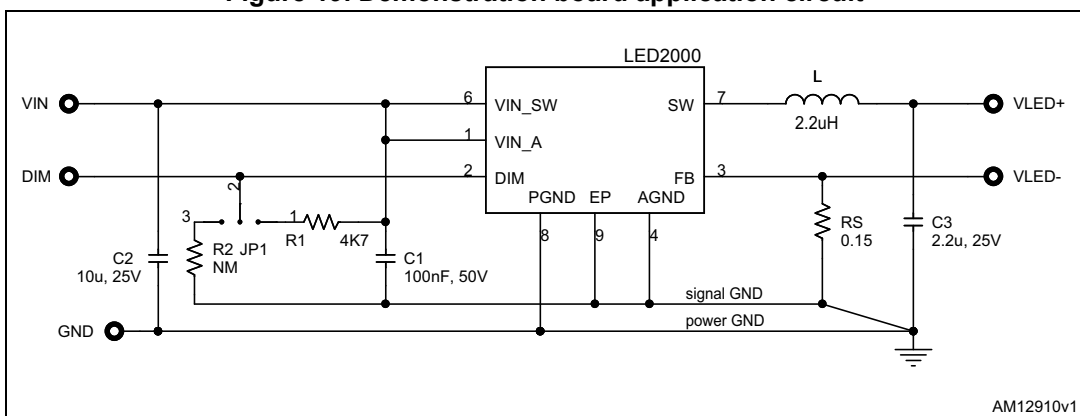 Figure 19. Demonstration board application circuit
LED2000
L
VIN
6
VIN_SW
SW
7
2.2uH
VLED+
1
VIN_A
DIM
2
DIM
FB
3
VLED-
2
PGND
EP
AGND
3
1
R2
NM
JP1
R1
4K7
8
9
4
RS
0.15
C3
2.2u, 25V
C2
10u, 25V
C1
100nF, 50V
signal GND
power GND
GND
AM12910v1